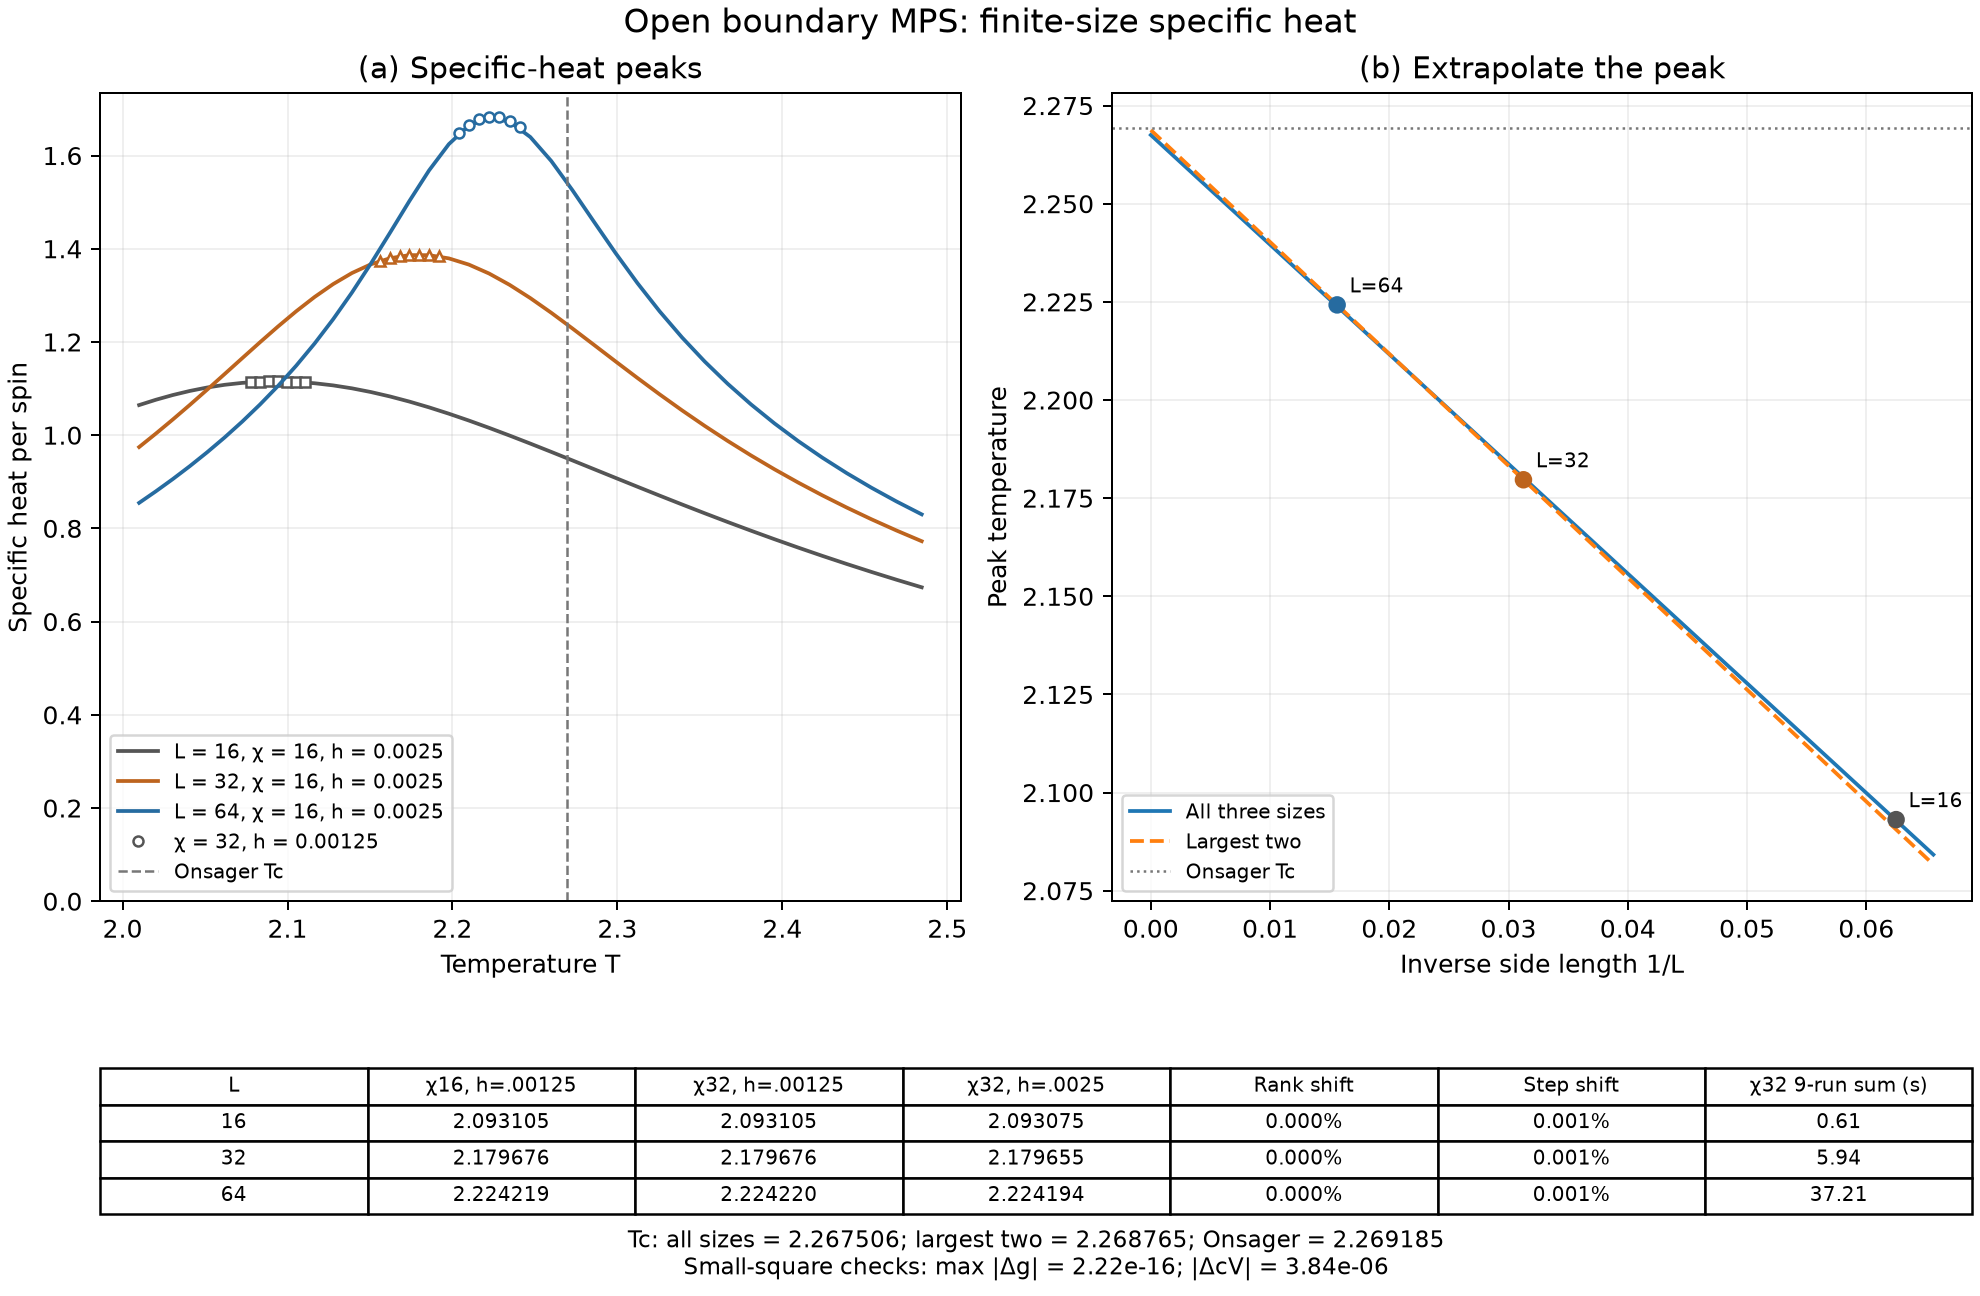 Open boundary MPS: finite-size specific heat
(a) Specific-heat peaks
Specific heat per spin
1.6
1.4
1.2
1.0
0.8
0.6
0.4
0.2
0.0
L = 16, χ = 16, h = 0.0025
L = 32, χ = 16, h = 0.0025
L = 64, χ = 16, h = 0.0025
χ = 32, h = 0.00125
Onsager Tc
2.0 2.1 2.2 2.3 2.4 2.5
Temperature T
(b) Extrapolate the peak
Peak temperature
2.275
2.250
2.225
2.200
2.175
2.150
2.125
2.100
2.075
L=64
L=32
L=16
All three sizes
Largest two
Onsager Tc
0.00 0.01 0.02 0.03 0.04 0.05 0.06
Inverse side length 1/L
L χ16, h=.00125 χ32, h=.00125 χ32, h=.0025 Rank shift Step shift χ32 9-run sum (s)
16 2.093105 2.093105 2.093075 0.000% 0.001% 0.61
32 2.179676 2.179676 2.179655 0.000% 0.001% 5.94
64 2.224219 2.224220 2.224194 0.000% 0.001% 37.21
Tc: all sizes = 2.267506; largest two = 2.268765; Onsager = 2.269185
Small-square checks: max |Δg| = 2.22e-16; |ΔcV| = 3.84e-06